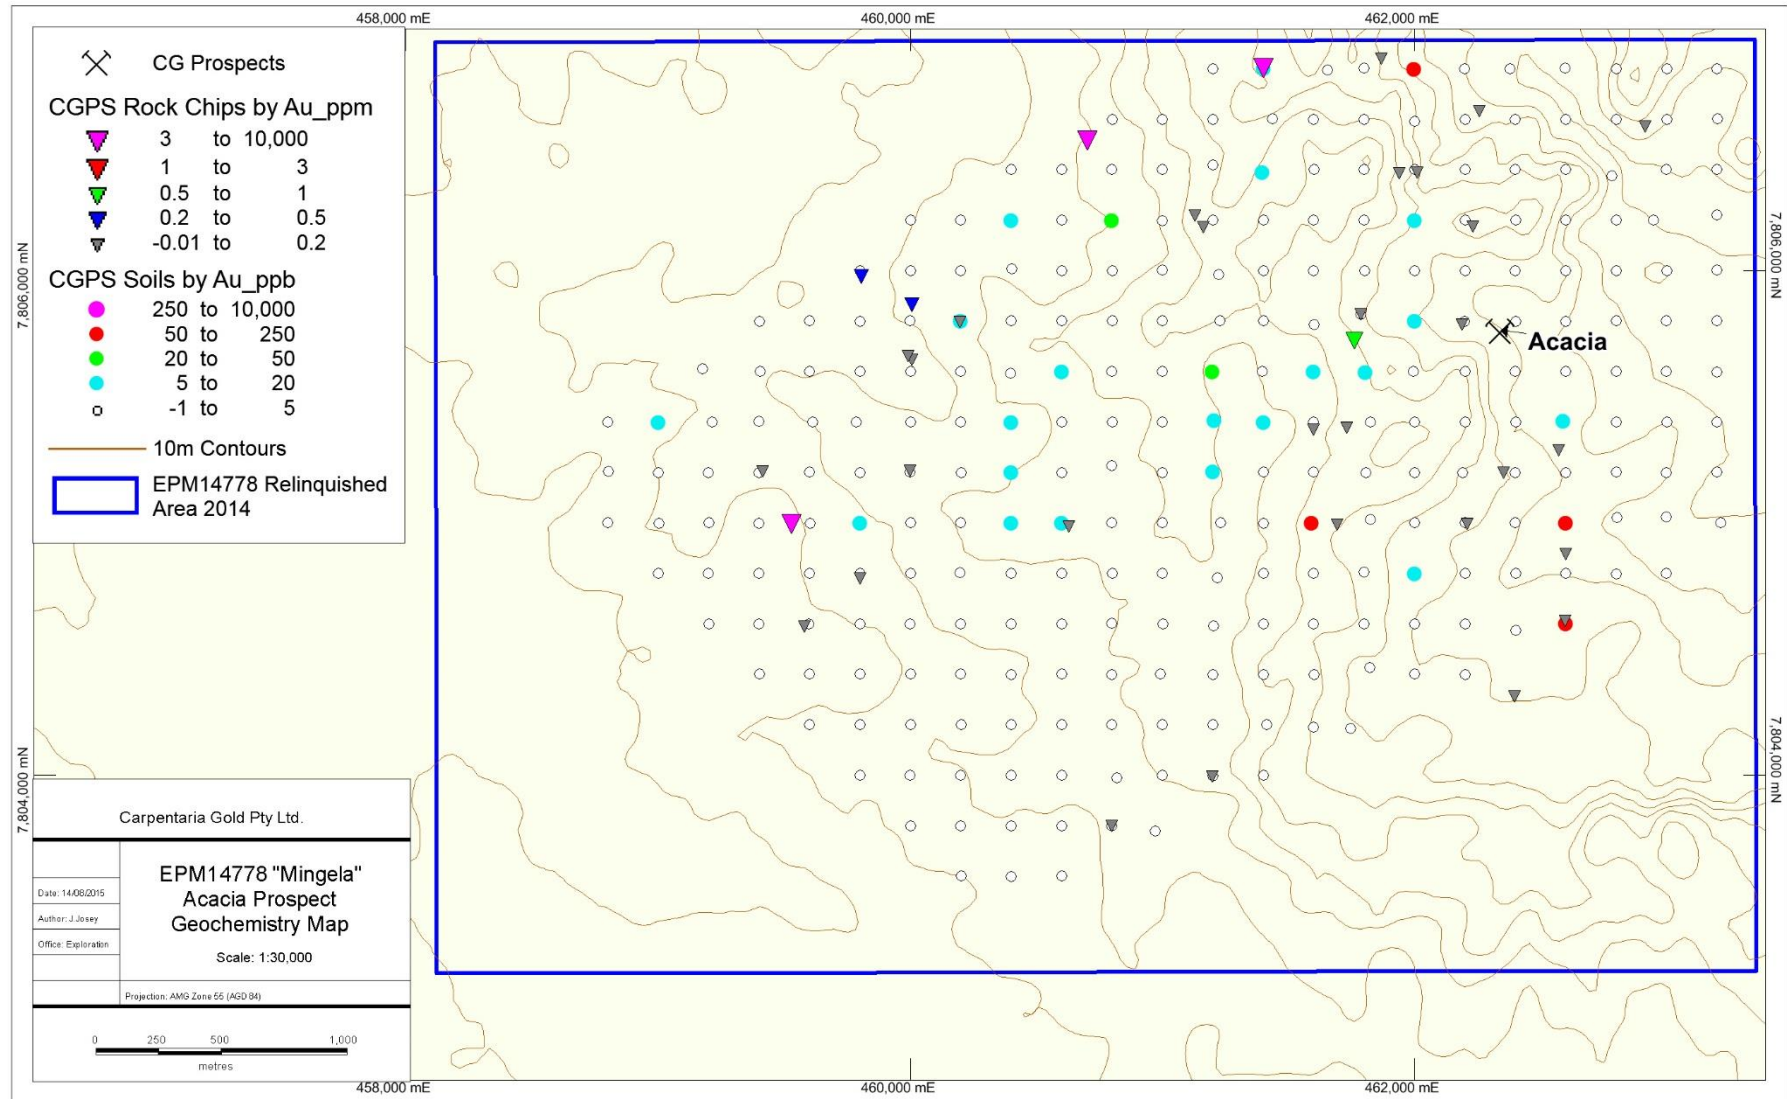 458,000 mE
460,000 mE
462,000 mE
CG Prospects
CGPS Rock Chips by Au_ppm
3 to 10,000
1 to 3
0.5 to 1
0.2 to 0.5
-0.01 to 0.2
CGPS Soils by Au_ppb
250 to 10,000
50 to 250
20 to 50
5 to 20
-1 to 5
10m Contours
EPM14778 Relinquished
Area 2014
7,806,000 mN
7,806,000 mN
Acacia
7,804,000 mN
7,804,000 mN
Carpentaria Gold Pty Ltd.
EPM14778 "Mingela"
Acacia Prospect
Geochemistry Map
Scale: 1:30,000
Date: 14/08/2015
Author: J.Josey
Office: Exploration
Projection: AMG Zone 55 (AGD 84)
0 250 500 1,000
metres
458,000 mE
460,000 mE
462,000 mE